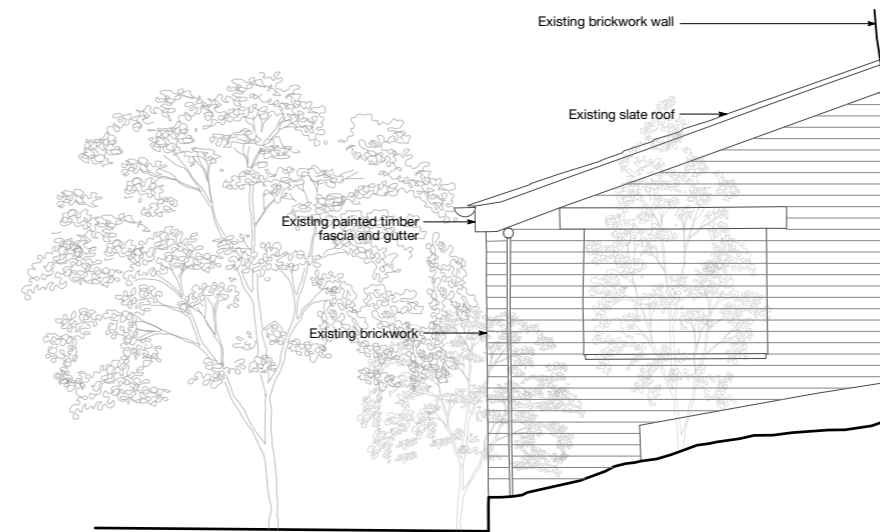 Existing brickwork wall
Existing slate roof
Existing painted timber
fascia and gutter
Existing brickwork